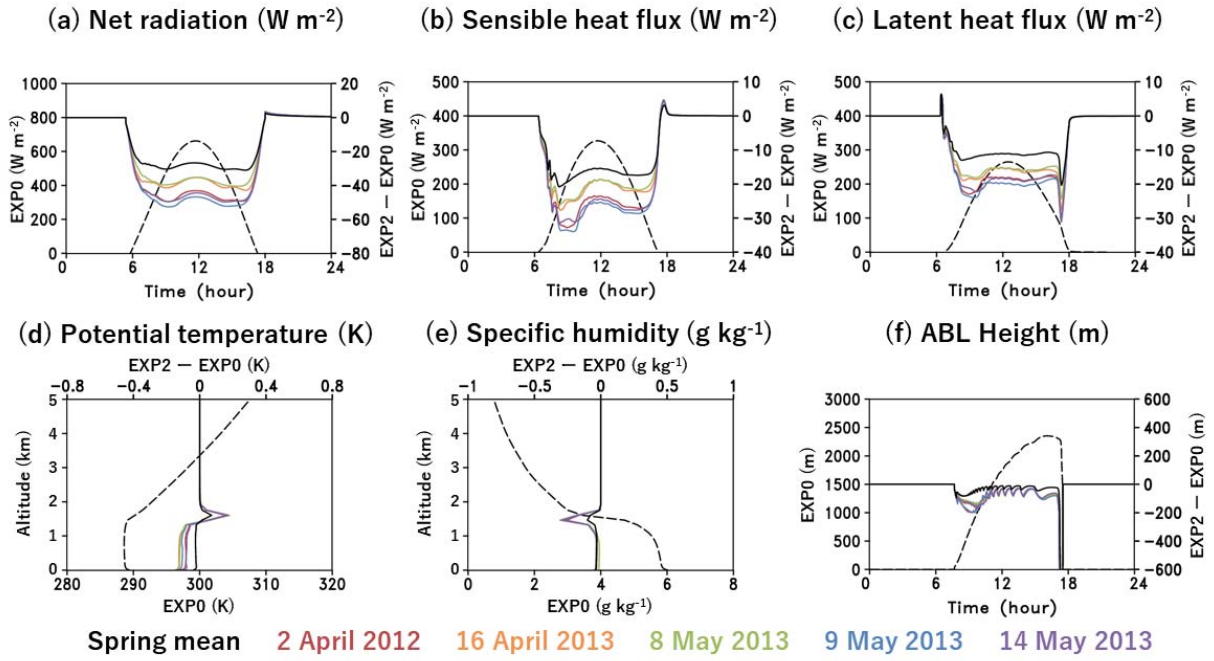 (a) Net radiation (W m-2)
(b) Sensible heat flux (W m-2)
(c) Latent heat flux (W m-2)
1000
800
600
400
200
0
EXP0 (W m-2)
20
0
−20
−40
−60
−80
EXP2 − EXP0 (W m-2)
0 6 12 18 24
Time (hour)
500
400
300
200
100
0
EXP0 (W m-2)
10
0
−10
−20
−30
−40
EXP2 − EXP0 (W m-2)
0 6 12 18 24
Time (hour)
500
400
300
200
100
0
EXP0 (W m-2)
10
0
−10
−20
−30
−40
EXP2 − EXP0 (W m-2)
0 6 12 18 24
Time (hour)
(d) Potential temperature (K)
EXP2 − EXP0 (K)
−0.8 −0.4 0 0.4 0.8
5
4
3
2
1
0
Altitude (km)
280 290 300 310 320
EXP0 (K)
(e) Specific humidity (g kg-1)
EXP2 − EXP0 (g kg-1)
−1 −0.5 0 0.5 1
5
4
3
2
1
0
Altitude (km)
0 2 4 6 8
EXP0 (g kg-1)
(f) ABL Height (m)
3000
2500
2000
1500
1000
500
0
EXP0 (m)
600
400
200
0
−200
−400
−600
EXP2 − EXP0 (m)
0 6 12 18 24
Time (hour)
Spring mean 2 April 2012 16 April 2013 8 May 2013 9 May 2013 14 May 2013